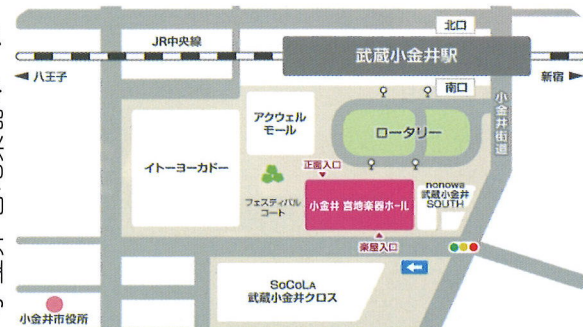 北口
JR中央線
武蔵小金井駅
八王子
新宿
南口
小金井街道
アクウェル
モール
ロータリー
イトーヨーカドー
正面入口
nonowa
武蔵小金井
SOUTH
フェスティバル
コート
小金井 宮地楽器ホール
楽屋入口
SoCoLA
武蔵小金井クロス
小金井市役所